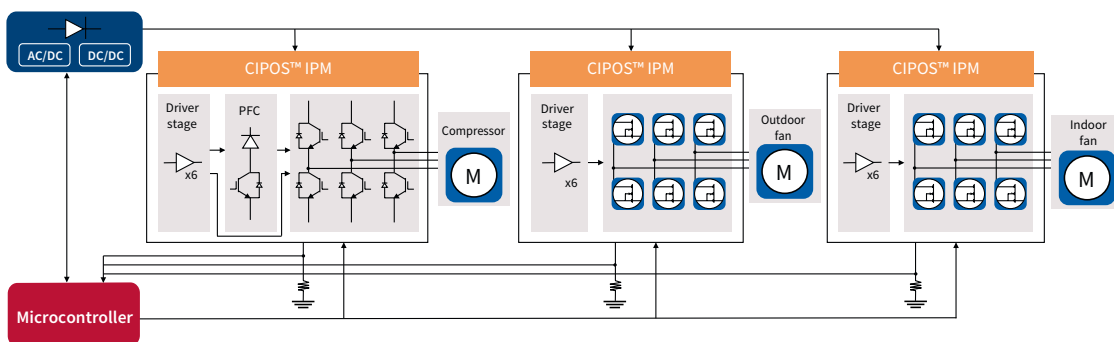 AC/DC
DC/DC
CIPOS™ IPM
Driver
stage
x6
PFC
Compressor
M
CIPOS™ IPM
Driver
stage
x6
Outdoor
fan
M
CIPOS™ IPM
Driver
stage
x6
Indoor
fan
M
Microcontroller